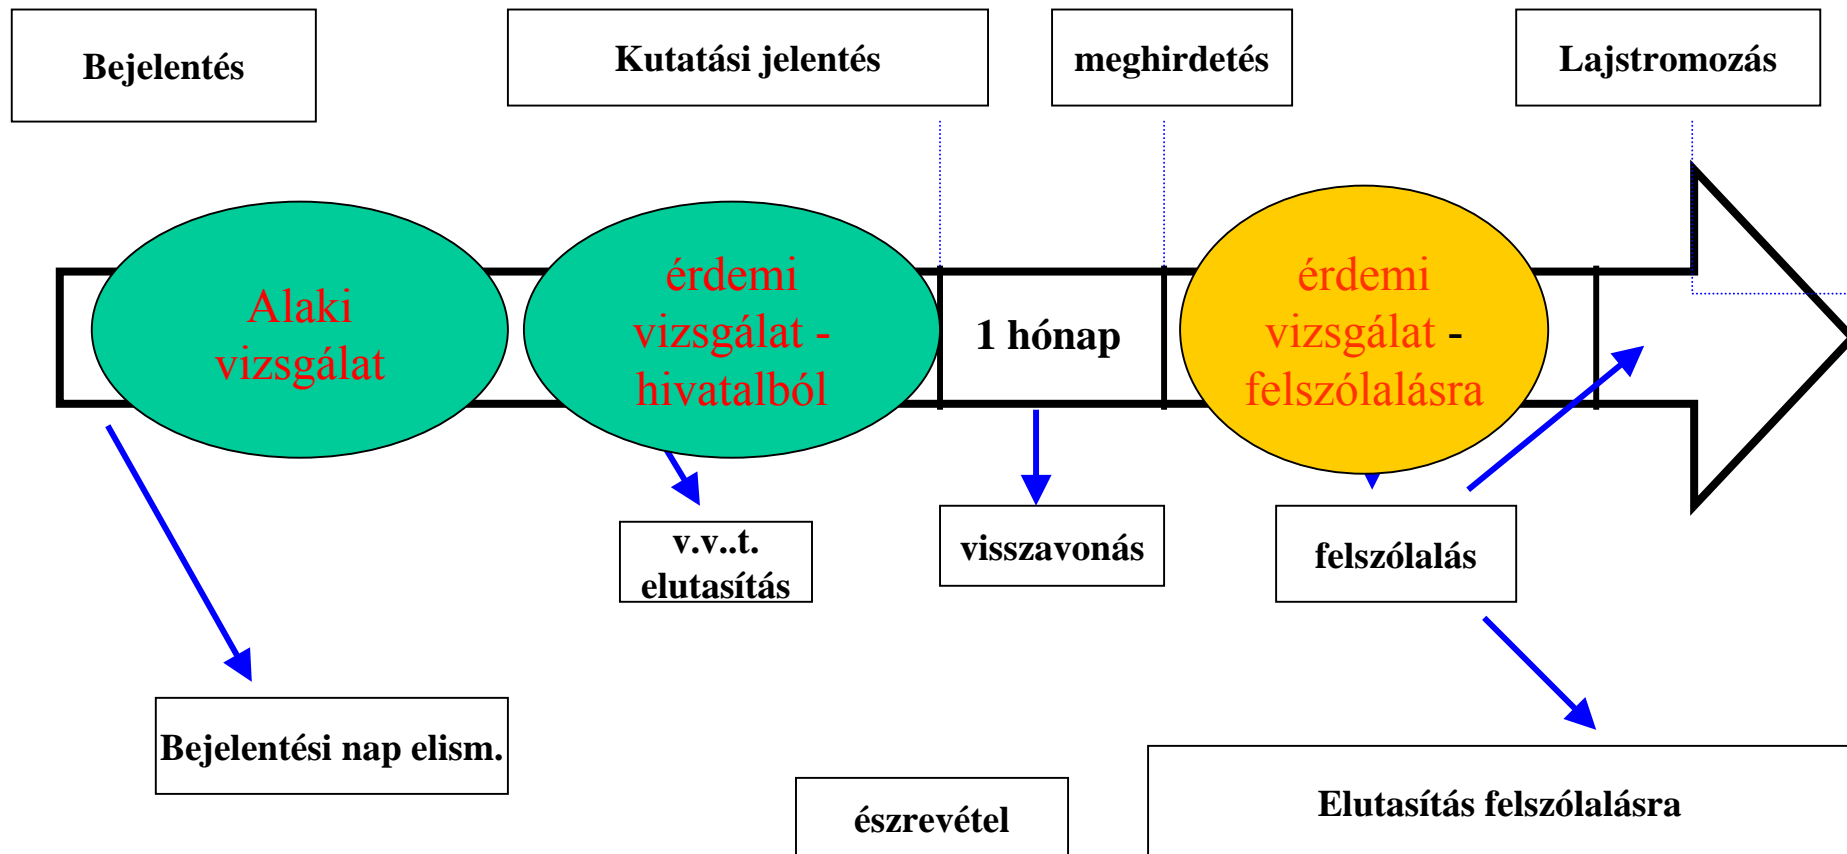 Bejelentés
Kutatási jelentés
meghirdetés
Lajstromozás
Alaki
vizsgálat
érdemi
vizsgálat -
hivatalból
1 hónap
érdemi
vizsgálat -
felszólalásra
v.v..t.
elutasítás
visszavonás
felszólalás
Bejelentési nap elism.
észrevétel
Elutasítás felszólalásra